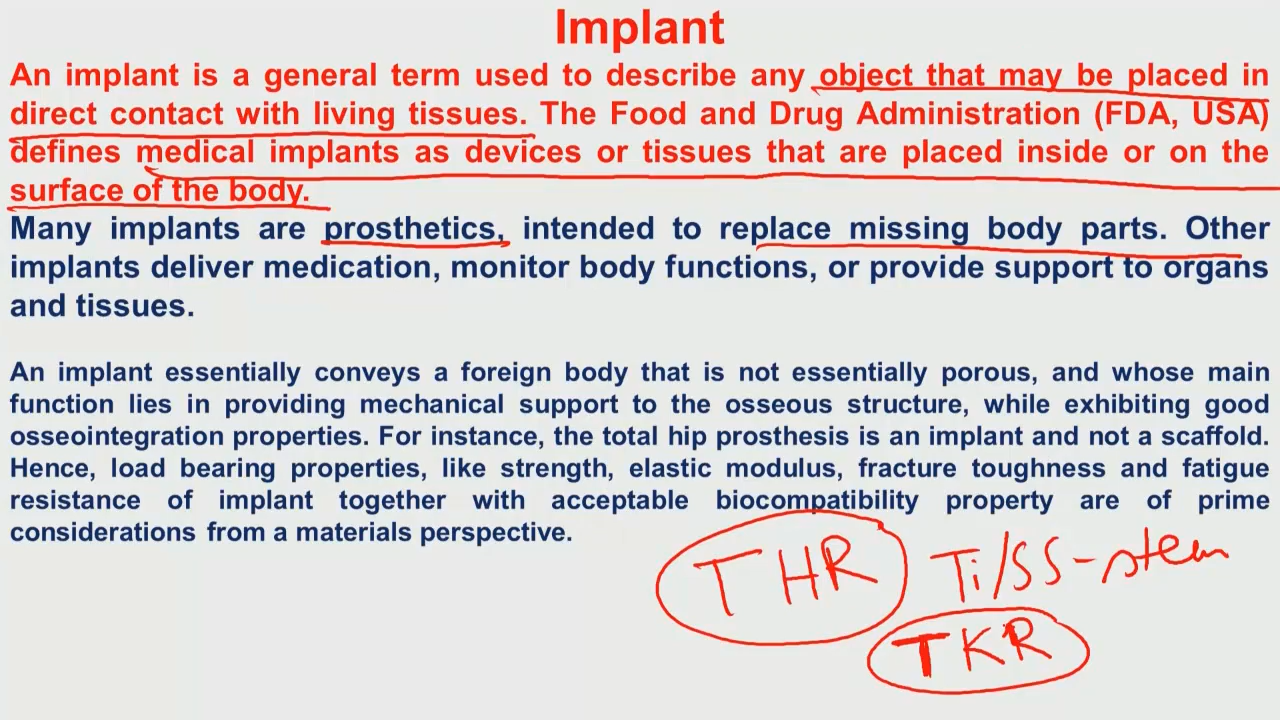 Implant
An implant is a general term used to describe any object that may be placed in
direct contact with living tissues. The Food and Drug Administration (FDA, USA)
defines medical implants as devices or tissues that are placed inside or on the
surface of the body.
Many implants are prosthetics, intended to replace missing body parts. Other
implants deliver medication, monitor body functions, or provide support to organs
and tissues.
An implant essentially conveys a foreign body that is not essentially porous, and whose main
function lies in providing mechanical support to the osseous structure, while exhibiting good
osseointegration properties. For instance, the total hip prosthesis is an implant and not a scaffold.
Hence, load bearing properties, like strength, elastic modulus, fracture toughness and fatigue
resistance of implant together with acceptable biocompatibility property are of prime
considerations from a materials perspective.
THR Ti/SS-stem
TKR